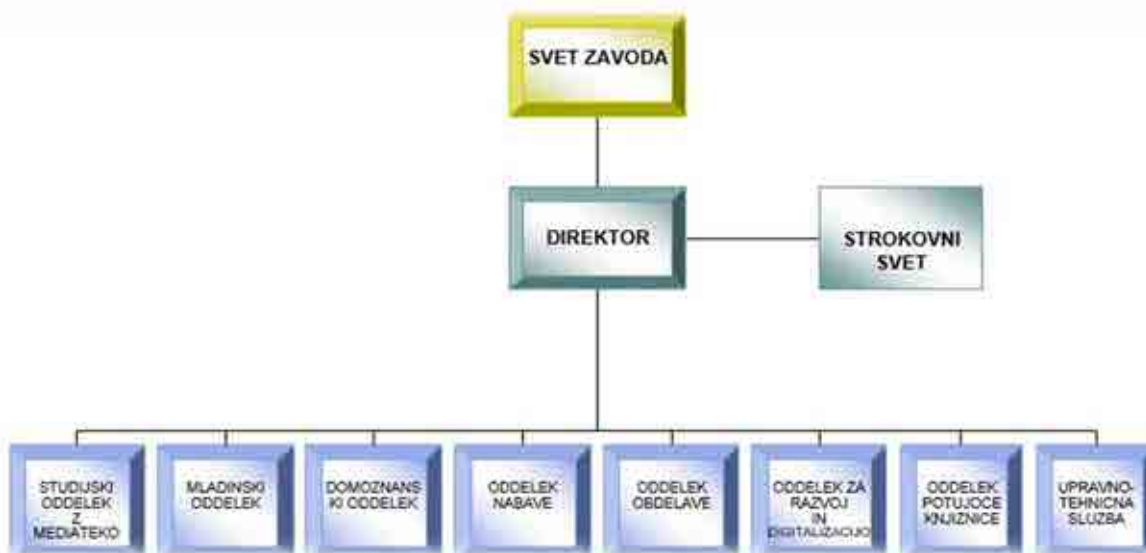 SVET ZAVODA
DIREKTOR
STROKOVNI
SVET
STUDIJSKI
ODDELEK
Z
MEDIATEKO
MLADINSKI
ODDELEK
DOMOZNANS
KI ODDELEK
ODDELEK
NABAVE
ODDELEK
OBDELAVE
ODDELEK ZA
RAZVOJ
IN
DIGITALIZACIJO
ODDELEK
POTUJOČE
KNJIŽNICE
UPRAVNO-
TEHNIČNA
SLUŽBA